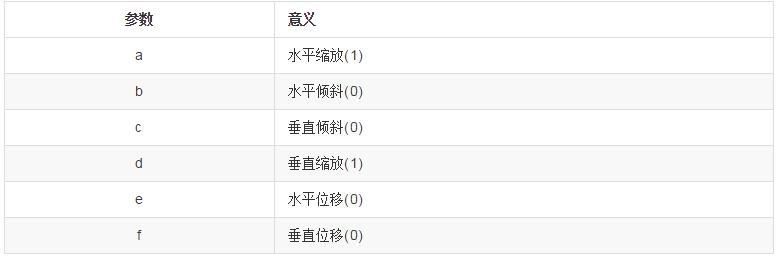 参数 意义
a 水平缩放(1)
b 水平倾斜(0)
c 垂直倾斜(0)
d 垂直缩放(1)
e 水平位移(0)
f 垂直位移(0)